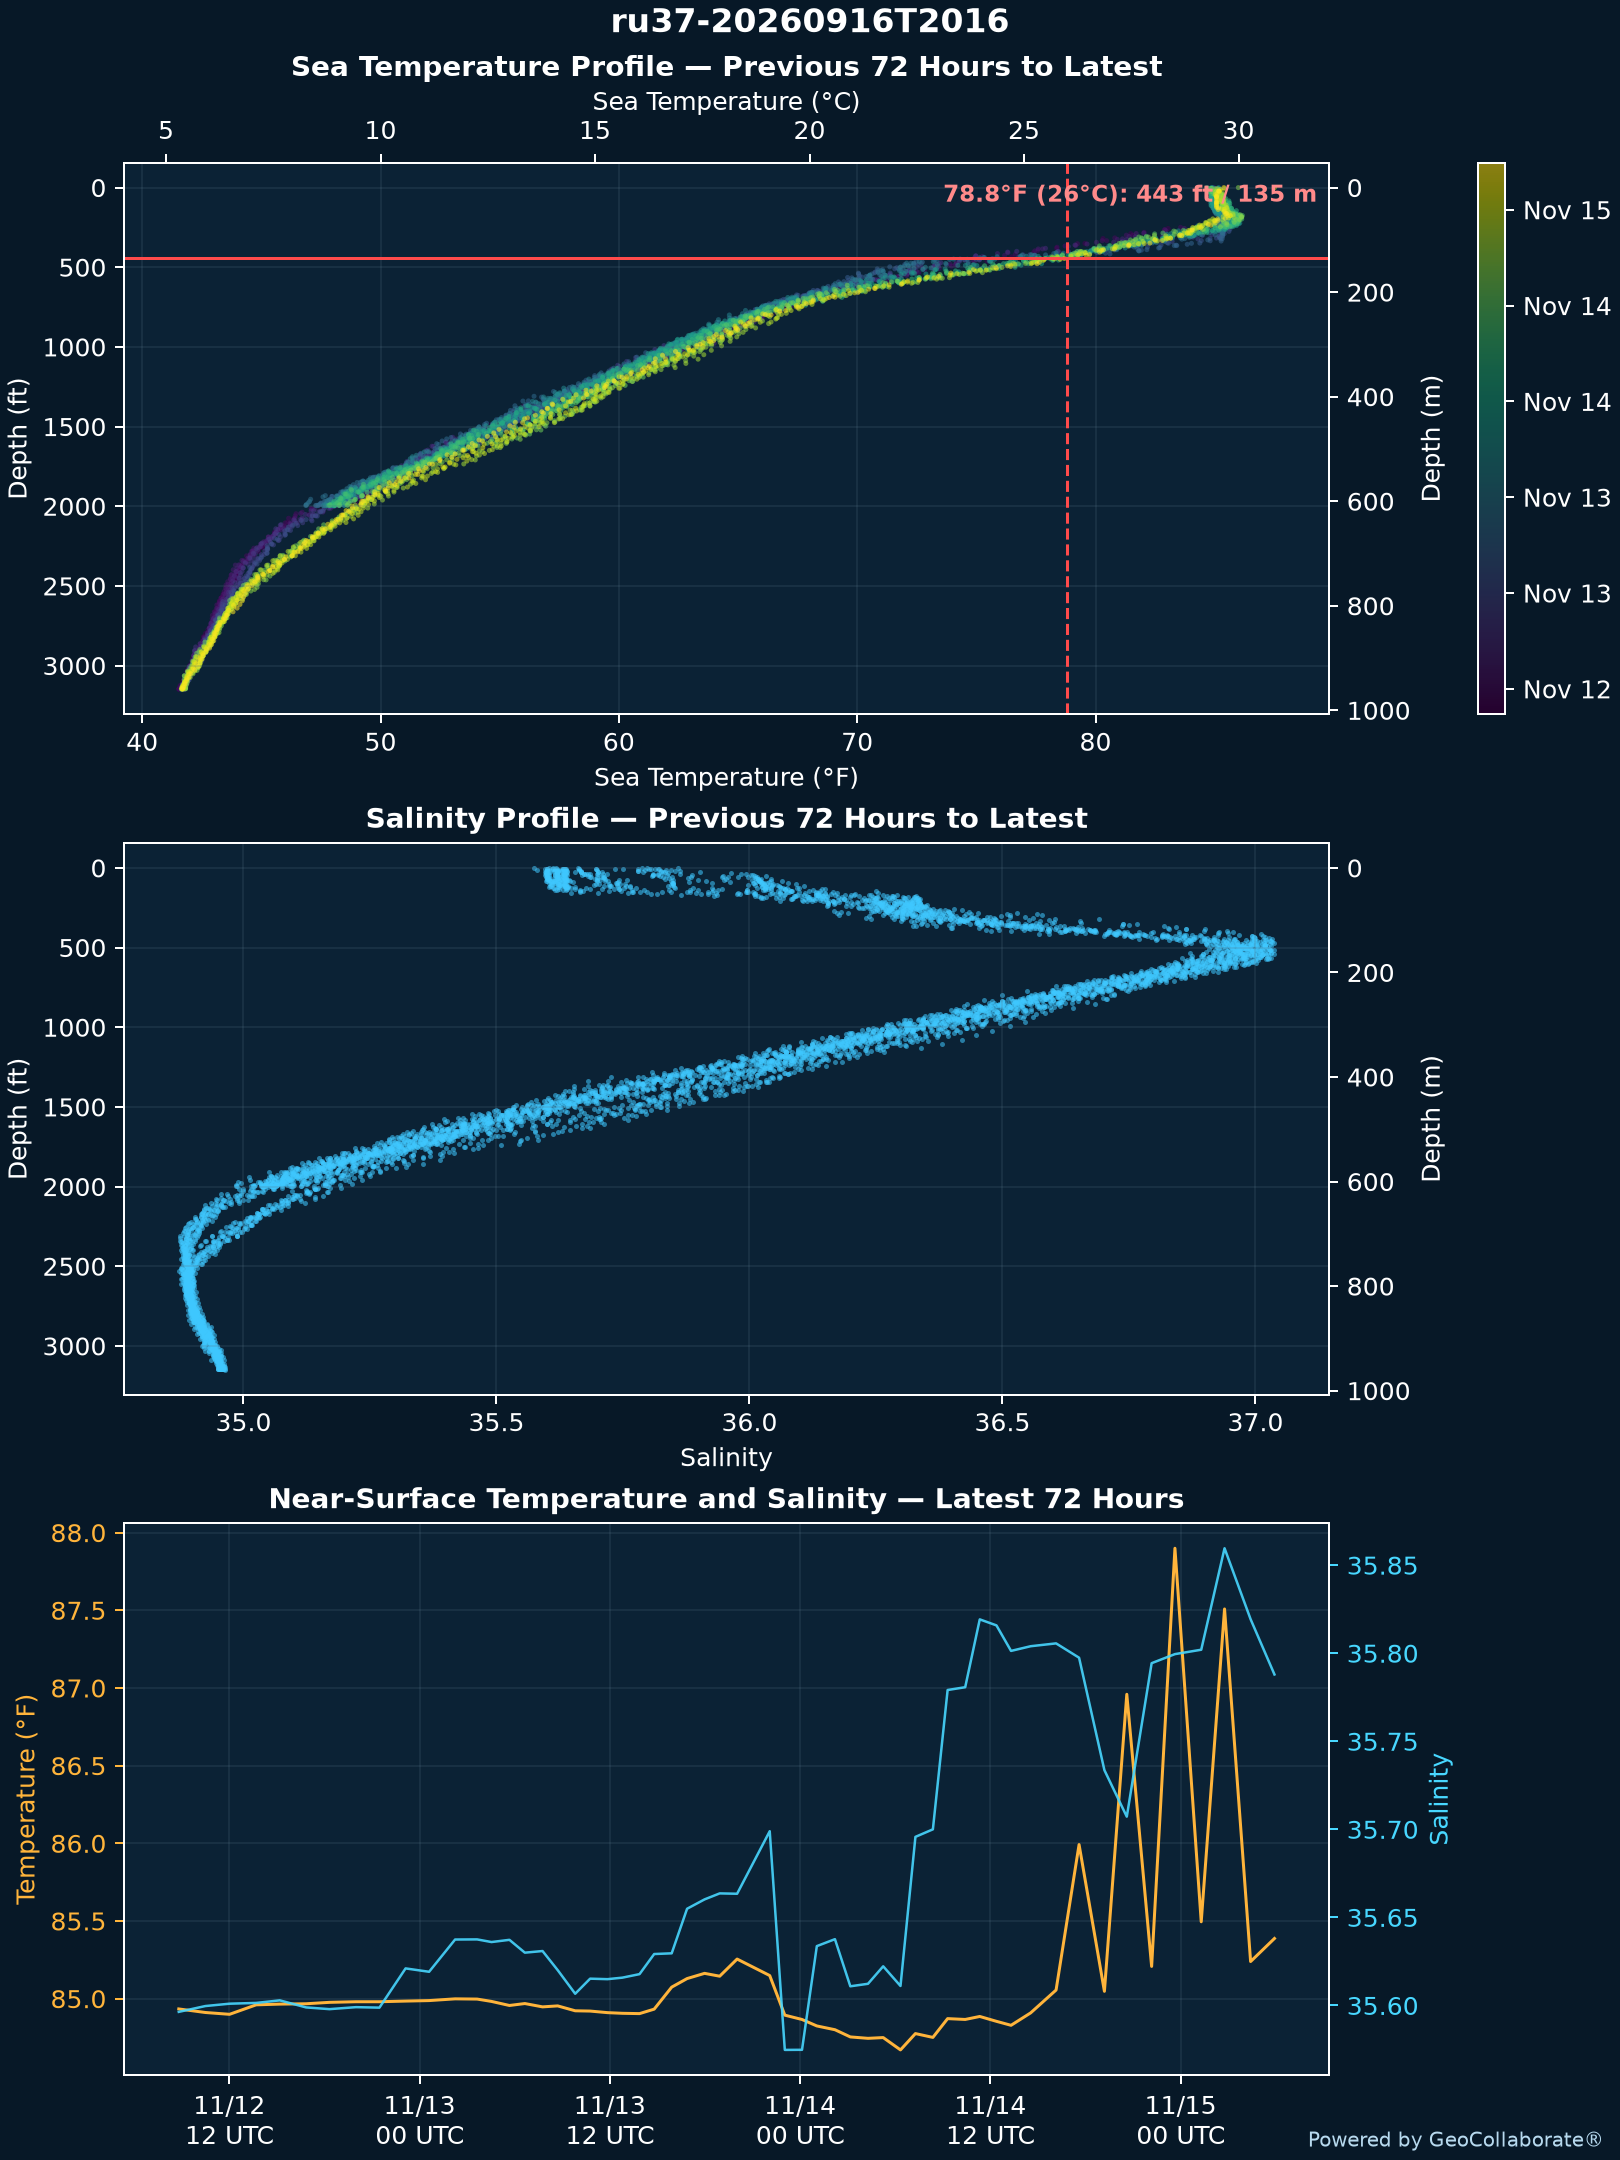 ru37-20260916T2016
Sea Temperature Profile — Previous 72 Hours to Latest
Sea Temperature (°C)
5 10 15 20 25 30
78.8°F (26°C): 443 ft / 135 m
0
500
1000
1500
2000
2500
3000
Depth (ft)
0
200
400
600
800
1000
Depth (m)
Nov 15
Nov 14
Nov 14
Nov 13
Nov 13
Nov 12
40 50 60 70 80
Sea Temperature (°F)
Salinity Profile — Previous 72 Hours to Latest
0
500
1000
1500
2000
2500
3000
Depth (ft)
0
200
400
600
800
1000
Depth (m)
35.0 35.5 36.0 36.5 37.0
Salinity
Near-Surface Temperature and Salinity — Latest 72 Hours
88.0
87.5
87.0
86.5
86.0
85.5
85.0
Temperature (°F)
35.85
35.80
35.75
35.70
35.65
35.60
Salinity
11/12 11/13 11/13 11/14 11/14 11/15
12 UTC 00 UTC 12 UTC 00 UTC 12 UTC 00 UTC
Powered by GeoCollaborate®